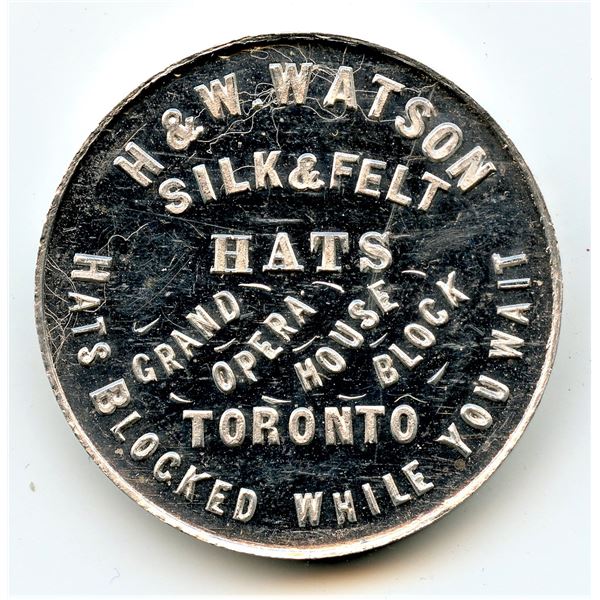 H & W. WATSON
SILK & FELT
HATS
GRAND OPERA HOUSE BLOCK
TORONTO
HATS BLOCKED WHILE YOU WAIT